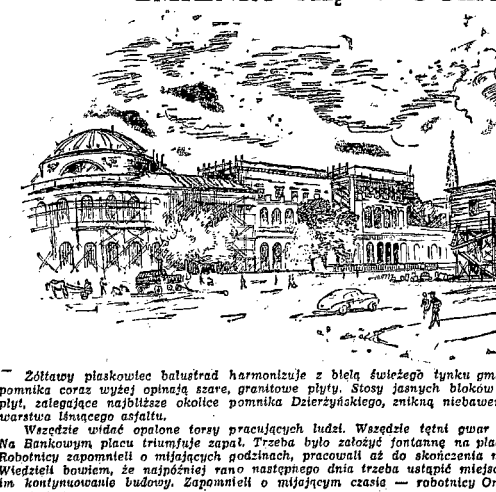 Żółtawy piaskowiec balustrad harmonizuje z bielą świeżego tynku
pomnika coraz wyżej opinają szare, granitowe płyty. Stosy jasnych bloków
płyt, zalegające najbliższe okolice pomnika Dzierżyńskiego, znikną
warstwa lśniącego asfaltu.
Wszędzie widać opalone torsy pracujących ludzi. Wszędzie tętni gwar
Na Bankowym placu triumfuje zapał. Trzeba było założyć fontannę na
Robotnicy zapomnieli o mijających godzinach, pracowali aż do skończenia
Wiedzieli bowiem, że najpóźniej rano następnego dnia trzeba ustąpić
im kontynuowanie budowy. Zapomnieli o mijającym czasie — robotnicy